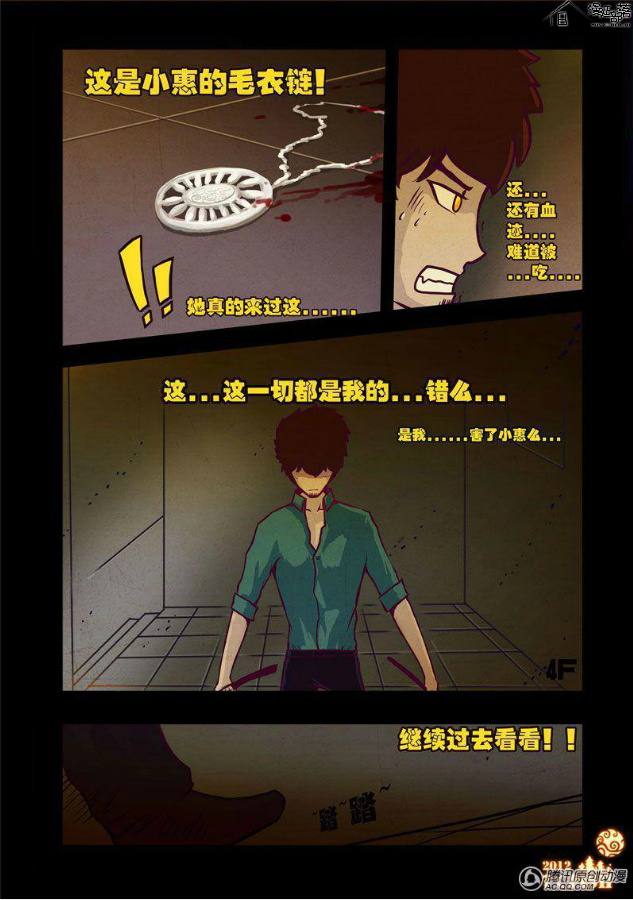 这是小惠的毛衣链！
还...
还有血
迹....
难道被
...吃....
她真的来过这......
这...这一切都是我的...错么...
是我......害了小惠么...
4F
继续过去看看！！
踏~踏~
2012
腾讯原创动漫
AC.QQ.COM